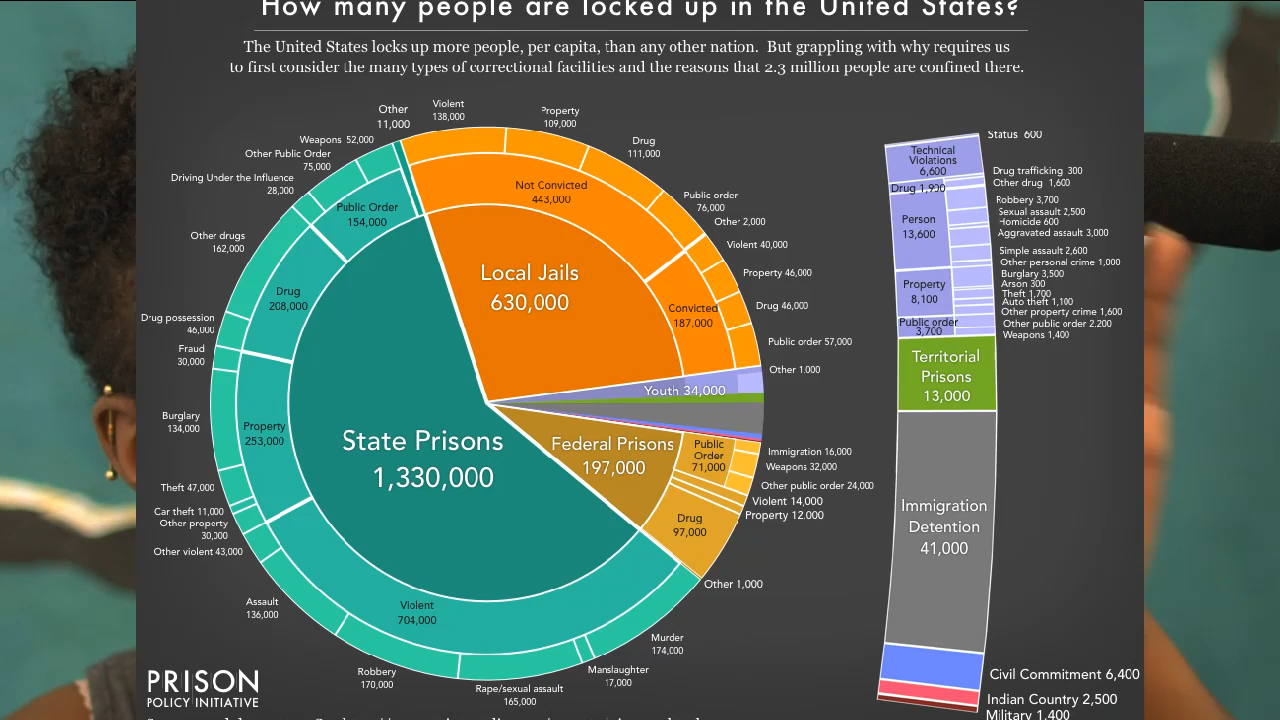 How many people are locked up in the United States?
The United States locks up more people, per capita, than any other nation. But grappling with why requires us
to first consider the many types of correctional facilities and the reasons that 2.3 million people are confined there.
Other
11,000
Violent
138,000
Property
109,000
Drug
111,000
Public order
76,000
Other 2,000
Violent 40,000
Property 46,000
Drug 46,000
Public order 57,000
Other 1,000
Not Convicted
443,000
Convicted
187,000
Local Jails
630,000
Youth 34,000
Weapons 52,000
Other Public Order
75,000
Driving Under the Influence
28,000
Public Order
154,000
Other drugs
162,000
Drug
208,000
Drug possession
46,000
Fraud
30,000
Burglary
134,000
Property
253,000
Theft 47,000
Car theft 11,000
Other property
30,000
Other violent 43,000
Assault
136,000
Robbery
170,000
Rape/sexual assault
165,000
Manslaughter
17,000
Murder
174,000
Violent
704,000
State Prisons
1,330,000
Federal Prisons
197,000
Public
Order
71,000
Drug
97,000
Immigration 16,000
Weapons 32,000
Other public order 24,000
Violent 14,000
Property 12,000
Other 1,000
Status 600
Technical
Violations
6,600
Drug 1,900
Drug trafficking 300
Other drug 1,600
Person
13,600
Robbery 3,700
Sexual assault 2,500
Homicide 600
Aggravated assault 3,000
Simple assault 2,600
Other personal crime 1,000
Property
8,100
Burglary 3,500
Arson 300
Theft 1,700
Auto theft 1,100
Other property crime 1,600
Public order
3,700
Other public order 2,200
Weapons 1,400
Territorial
Prisons
13,000
Immigration
Detention
41,000
Civil Commitment 6,400
Indian Country 2,500
Military 1,400
PRISON
POLICY INITIATIVE